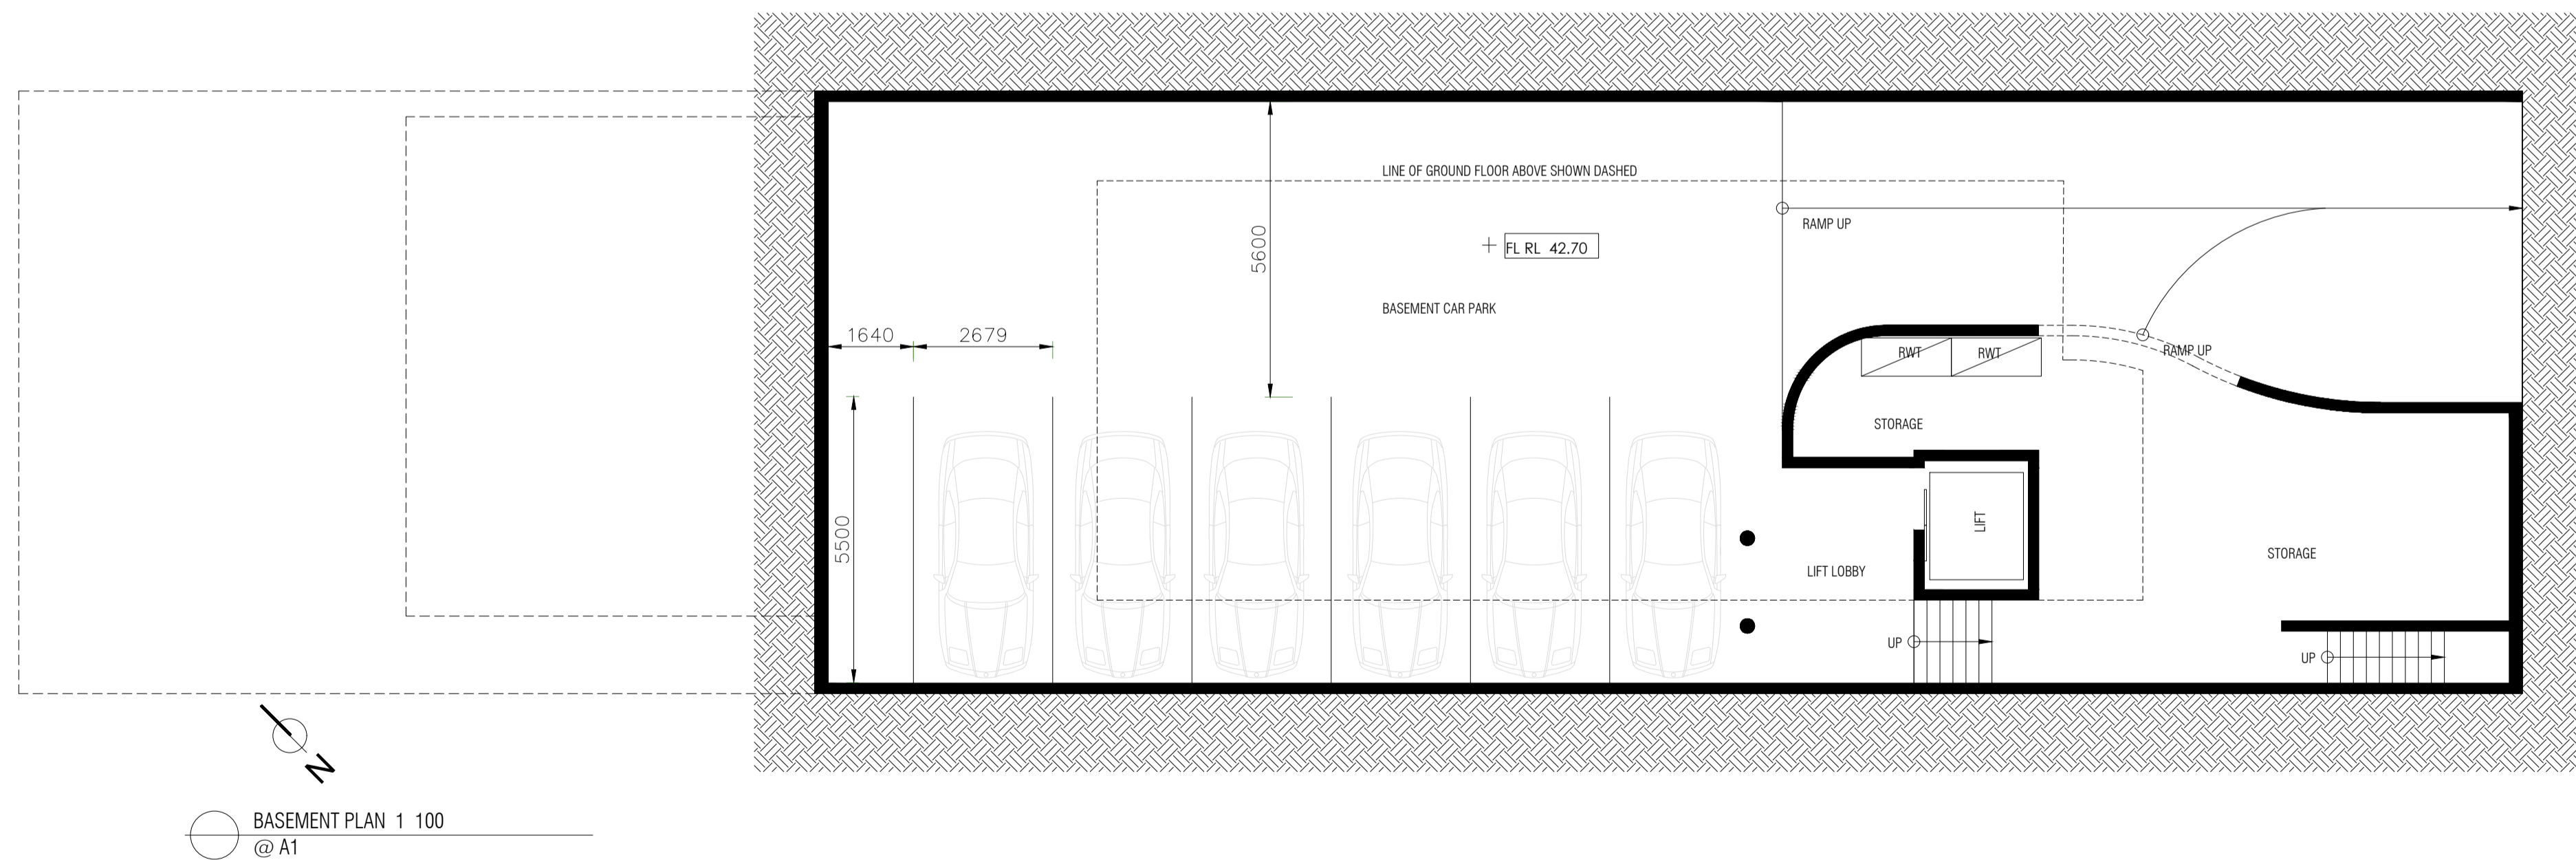 LINE OF GROUND FLOOR ABOVE SHOWN DASHED
RAMP UP
5600
FL RL 42.70
BASEMENT CAR PARK
1640
2679
RWT
RWT
RAMP UP
STORAGE
5500
LIFT
STORAGE
LIFT LOBBY
UP
UP
N
BASEMENT PLAN 1 100
@ A1